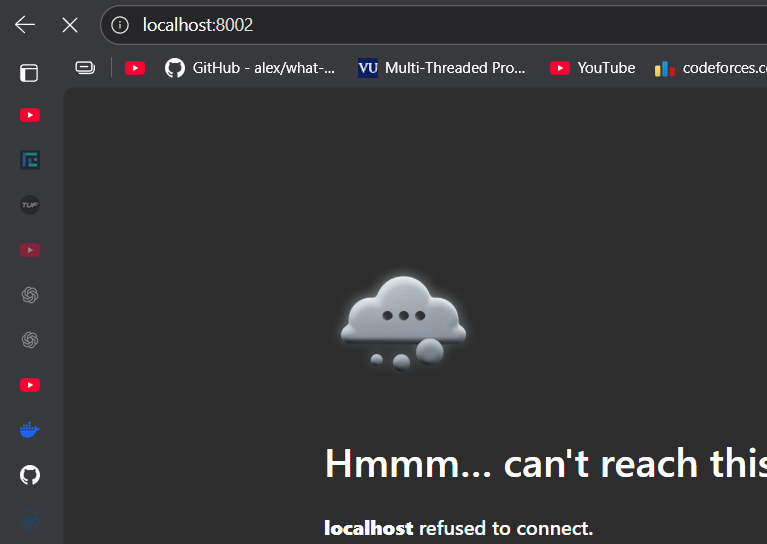 localhost:8002
GitHub - alex/what-... VU Multi-Threaded Pro... YouTube codeforces.c
TUF
Hmmm... can't reach this
localhost refused to connect.